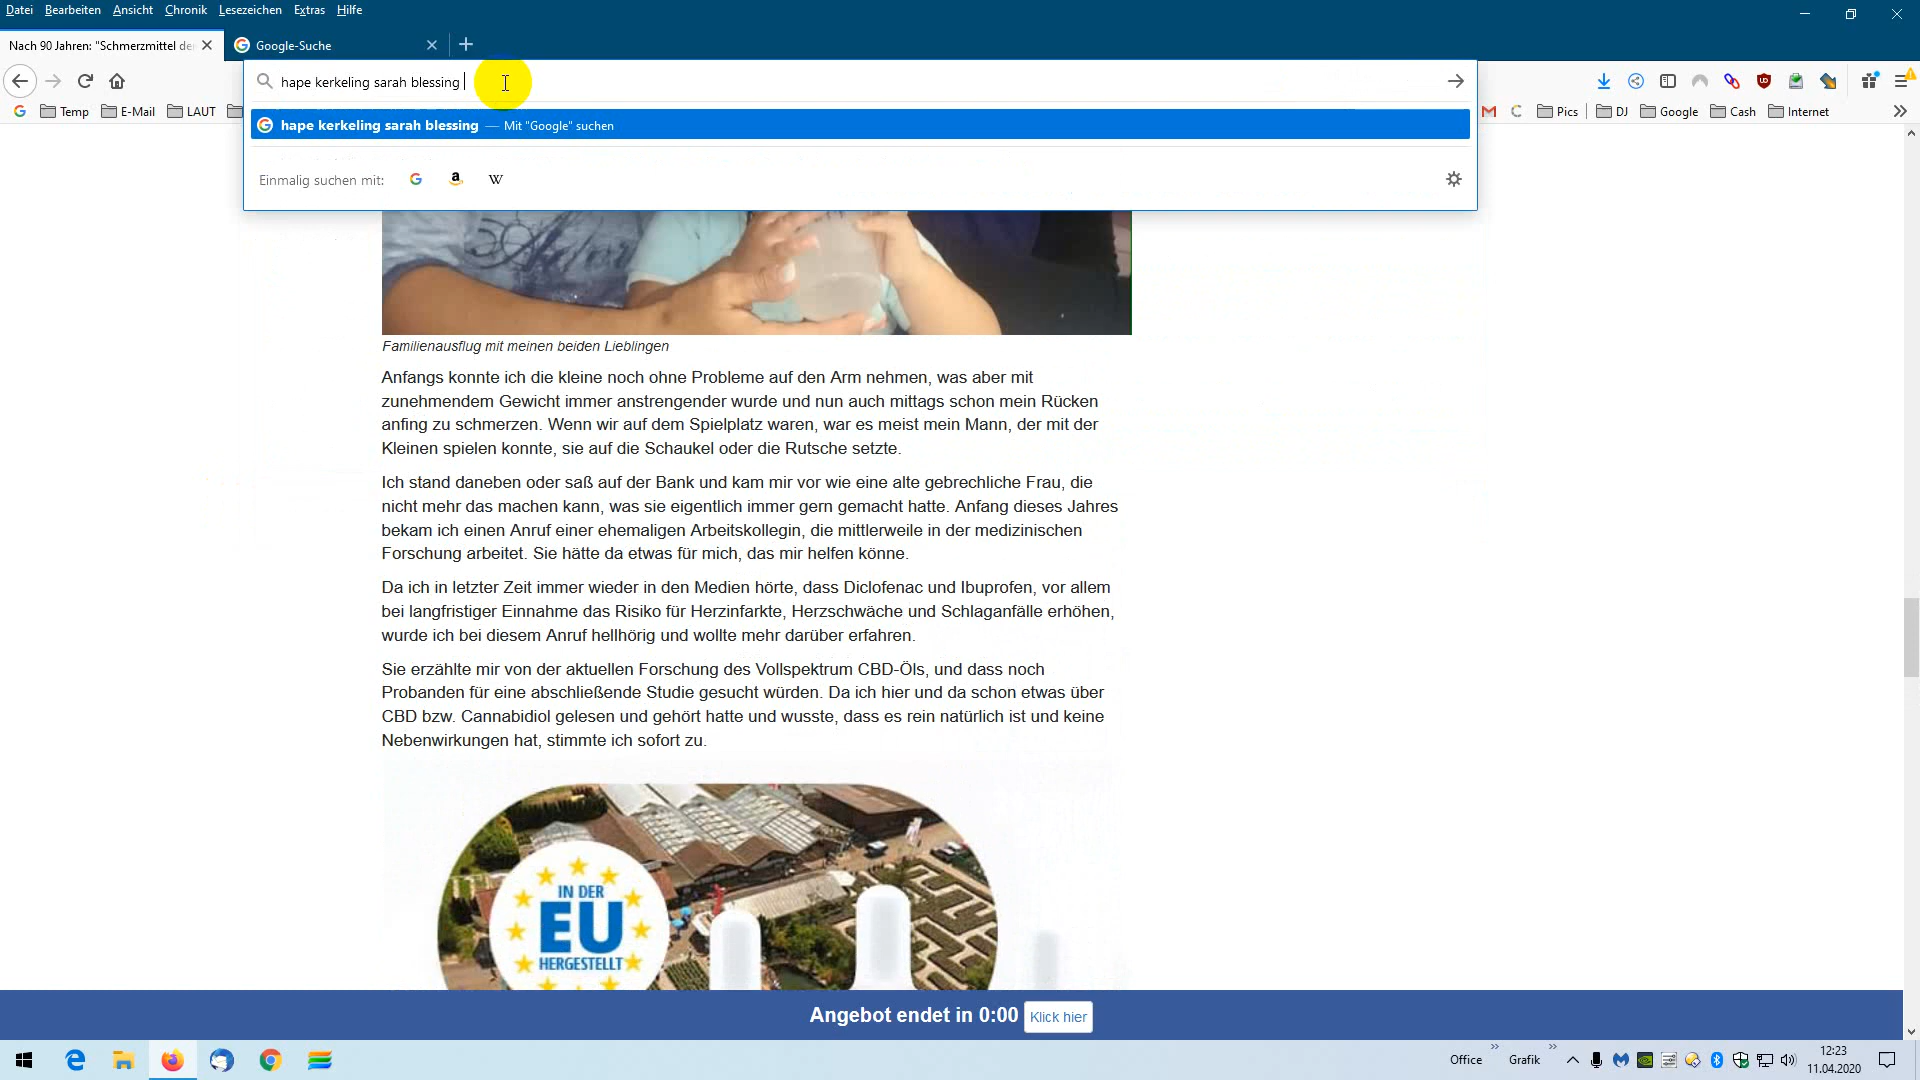 Datei Bearbeiten Ansicht Chronik Lesezeichen Extras Hilfe
Nach 90 Jahren: "Schmerzmittel de
Google-Suche
hape kerkeling sarah blessing
Temp E-Mail LAUT Pics DJ Google Cash Internet
hape kerkeling sarah blessing — Mit "Google" suchen
Einmalig suchen mit: G a W
Familienausflug mit meinen beiden Lieblingen
Anfangs konnte ich die kleine noch ohne Probleme auf den Arm nehmen, was aber mit
zunehmendem Gewicht immer anstrengender wurde und nun auch mittags schon mein Rücken
anfing zu schmerzen. Wenn wir auf dem Spielplatz waren, war es meist mein Mann, der mit der
Kleinen spielen konnte, sie auf die Schaukel oder die Rutsche setzte.
Ich stand daneben oder saß auf der Bank und kam mir vor wie eine alte gebrechliche Frau, die
nicht mehr das machen kann, was sie eigentlich immer gern gemacht hatte. Anfang dieses Jahres
bekam ich einen Anruf einer ehemaligen Arbeitskollegin, die mittlerweile in der medizinischen
Forschung arbeitet. Sie hätte da etwas für mich, das mir helfen könne.
Da ich in letzter Zeit immer wieder in den Medien hörte, dass Diclofenac und Ibuprofen, vor allem
bei langfristiger Einnahme das Risiko für Herzinfarkte, Herzschwäche und Schlaganfälle erhöhen,
wurde ich bei diesem Anruf hellhörig und wollte mehr darüber erfahren.
Sie erzählte mir von der aktuellen Forschung des Vollspektrum CBD-Öls, und dass noch
Probanden für eine abschließende Studie gesucht würden. Da ich hier und da schon etwas über
CBD bzw. Cannabidiol gelesen und gehört hatte und wusste, dass es rein natürlich ist und keine
Nebenwirkungen hat, stimmte ich sofort zu.
IN DER
EU
HERGESTELLT
Angebot endet in 0:00 Klick hier
Office Grafik
12:23
11.04.2020